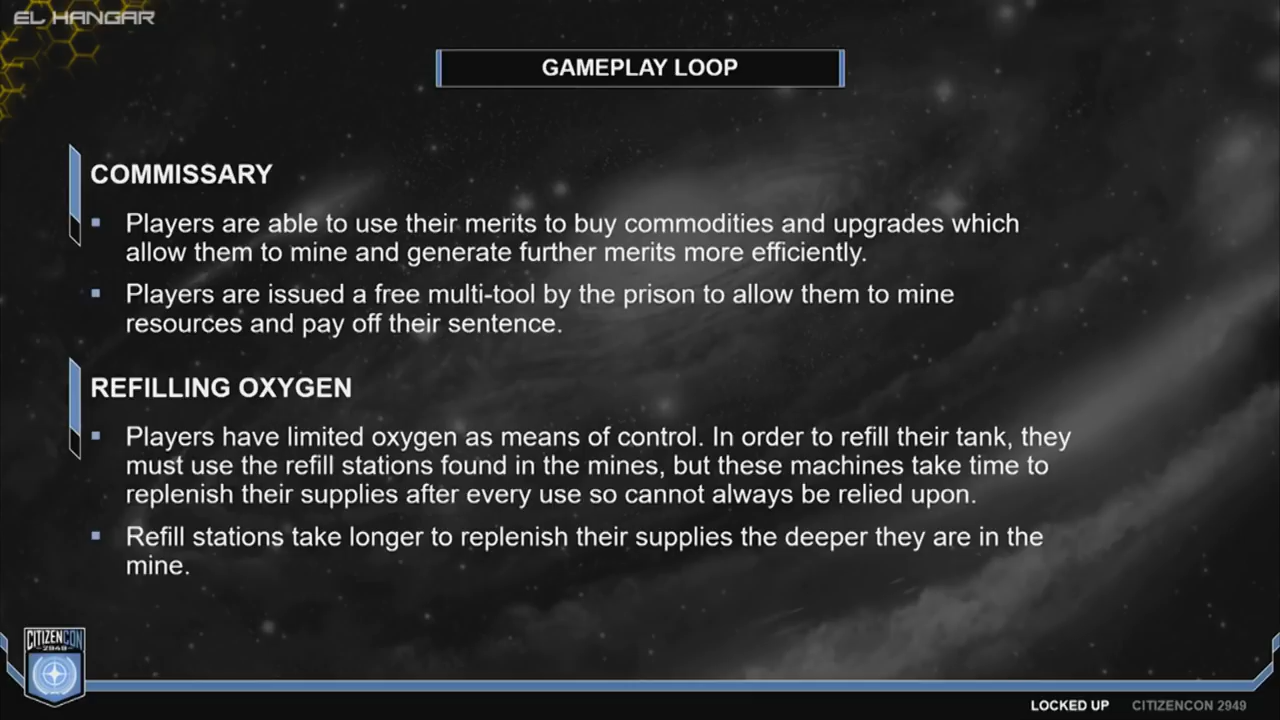 EL HANGAR
GAMEPLAY LOOP
COMMISSARY
▪ Players are able to use their merits to buy commodities and upgrades which
allow them to mine and generate further merits more efficiently.
▪ Players are issued a free multi-tool by the prison to allow them to mine
resources and pay off their sentence.
REFILLING OXYGEN
▪ Players have limited oxygen as means of control. In order to refill their tank, they
must use the refill stations found in the mines, but these machines take time to
replenish their supplies after every use so cannot always be relied upon.
▪ Refill stations take longer to replenish their supplies the deeper they are in the
mine.
CITIZENCON
2949
LOCKED UP CITIZENCON 2949